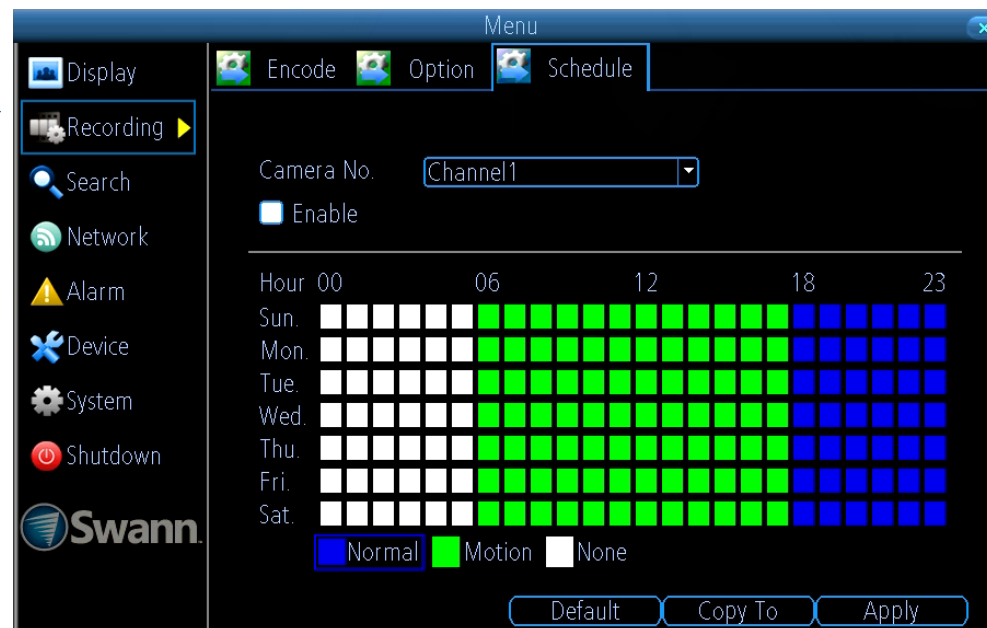 Menu
Display
Recording
Search
Network
Alarm
Device
System
Shutdown
Swann.
Encode Option Schedule
Camera No. Channel1
Enable
Hour 00 06 12 18 23
Sun.
Mon.
Tue.
Wed.
Thu.
Fri.
Sat.
Normal Motion None
Default Copy To Apply